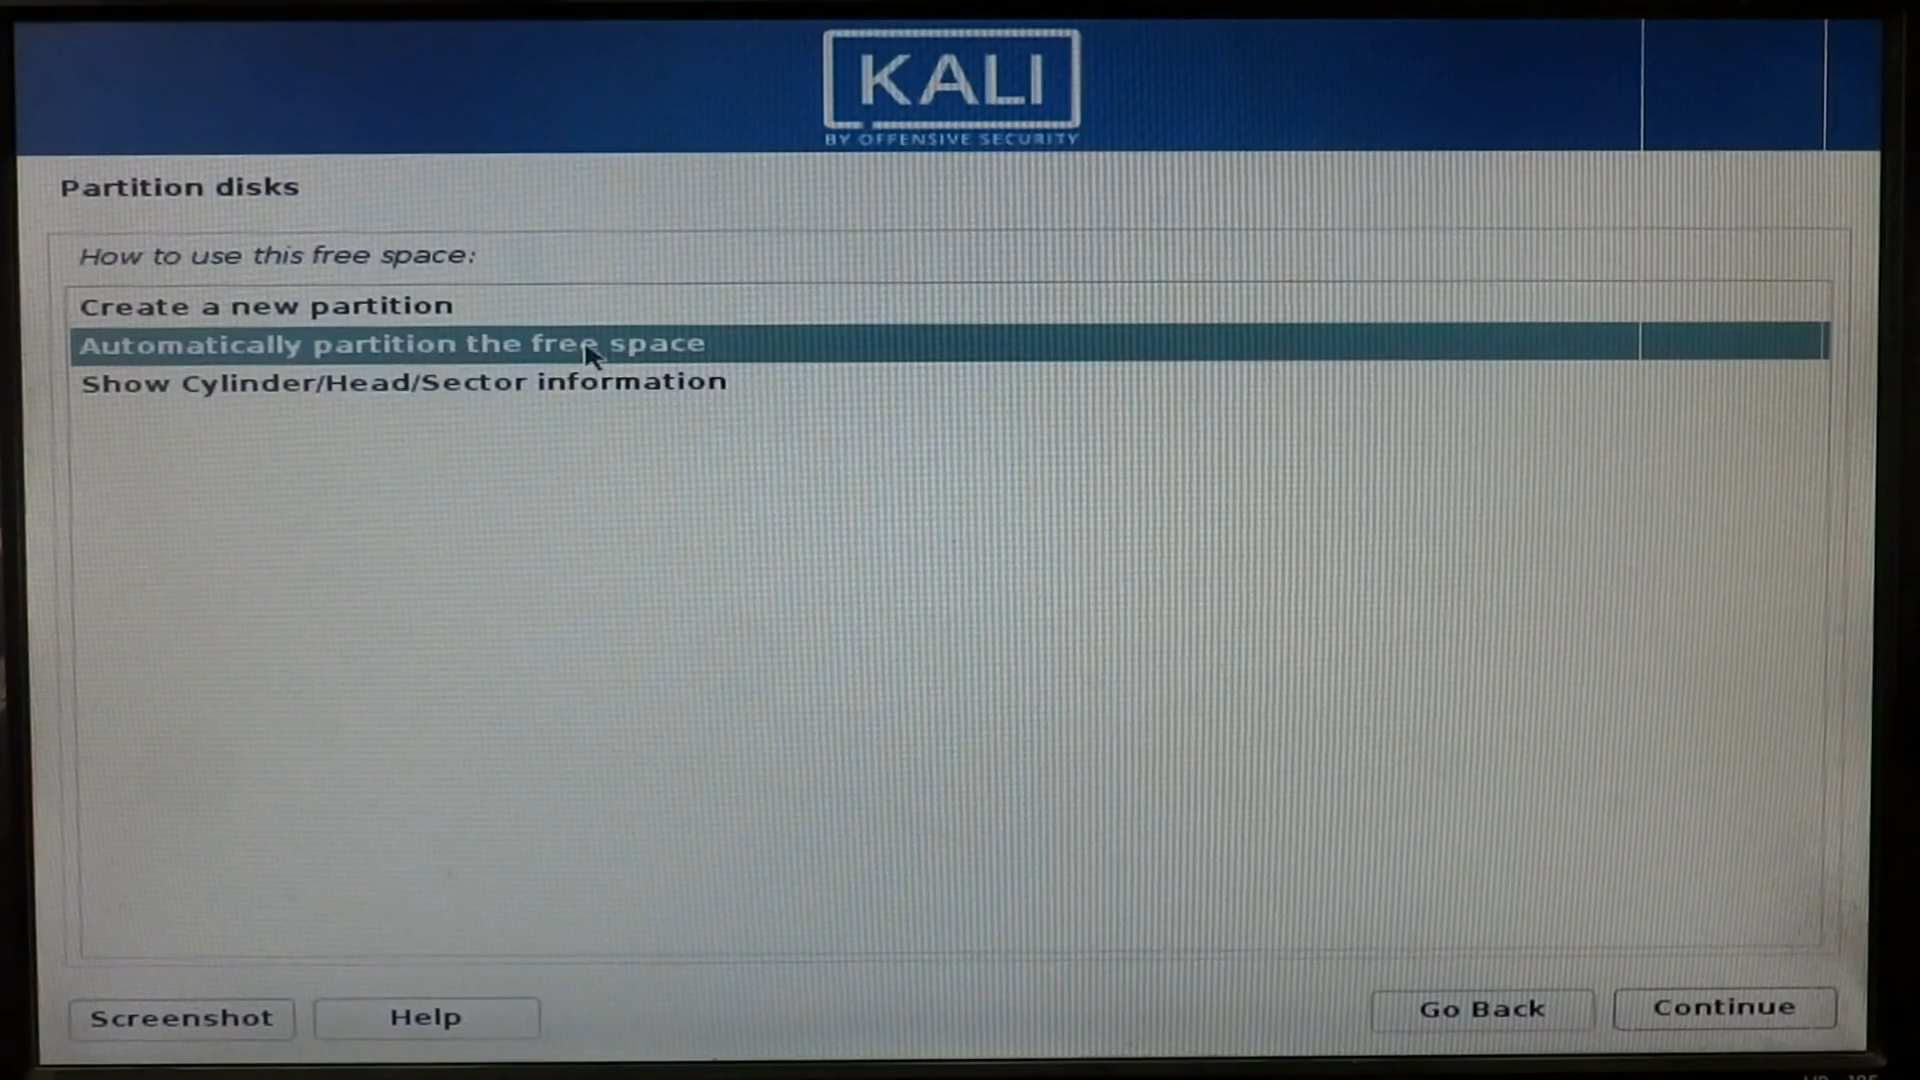 KALI
BY OFFENSIVE SECURITY
Partition disks
How to use this free space:
Create a new partition
Automatically partition the free space
Show Cylinder/Head/Sector information
Screenshot
Help
Go Back
Continue